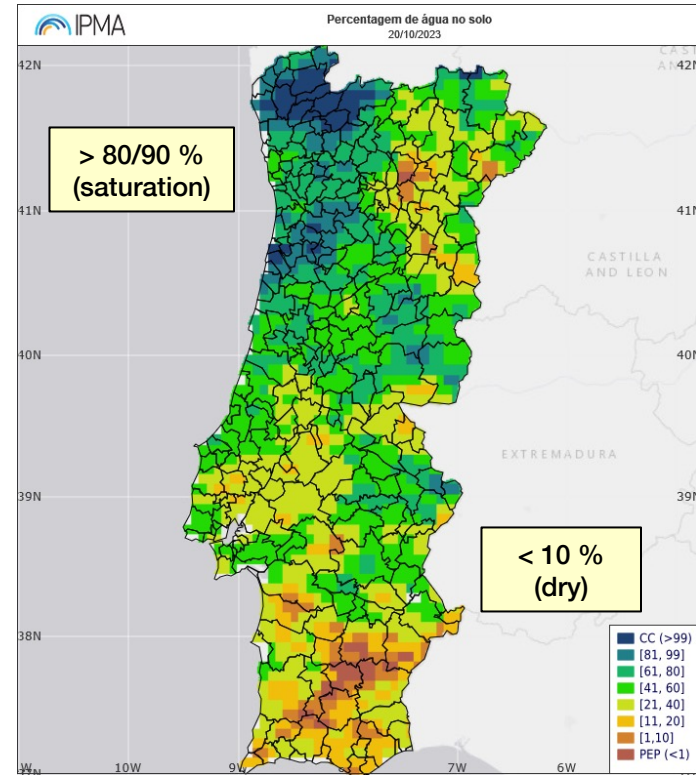 IPMA
Percentagem de água no solo
20/10/2023
42N
42N
> 80/90 %
(saturation)
41N
CASTILLA
AND LEON
40N
EXTREMADURA
39N
39N
< 10 %
(dry)
38N
CC (>99)
[81, 99]
[61, 80]
[41, 60]
[21, 40]
[11, 20]
[1,10]
PEP (<1)
10W
9W
7W
6W